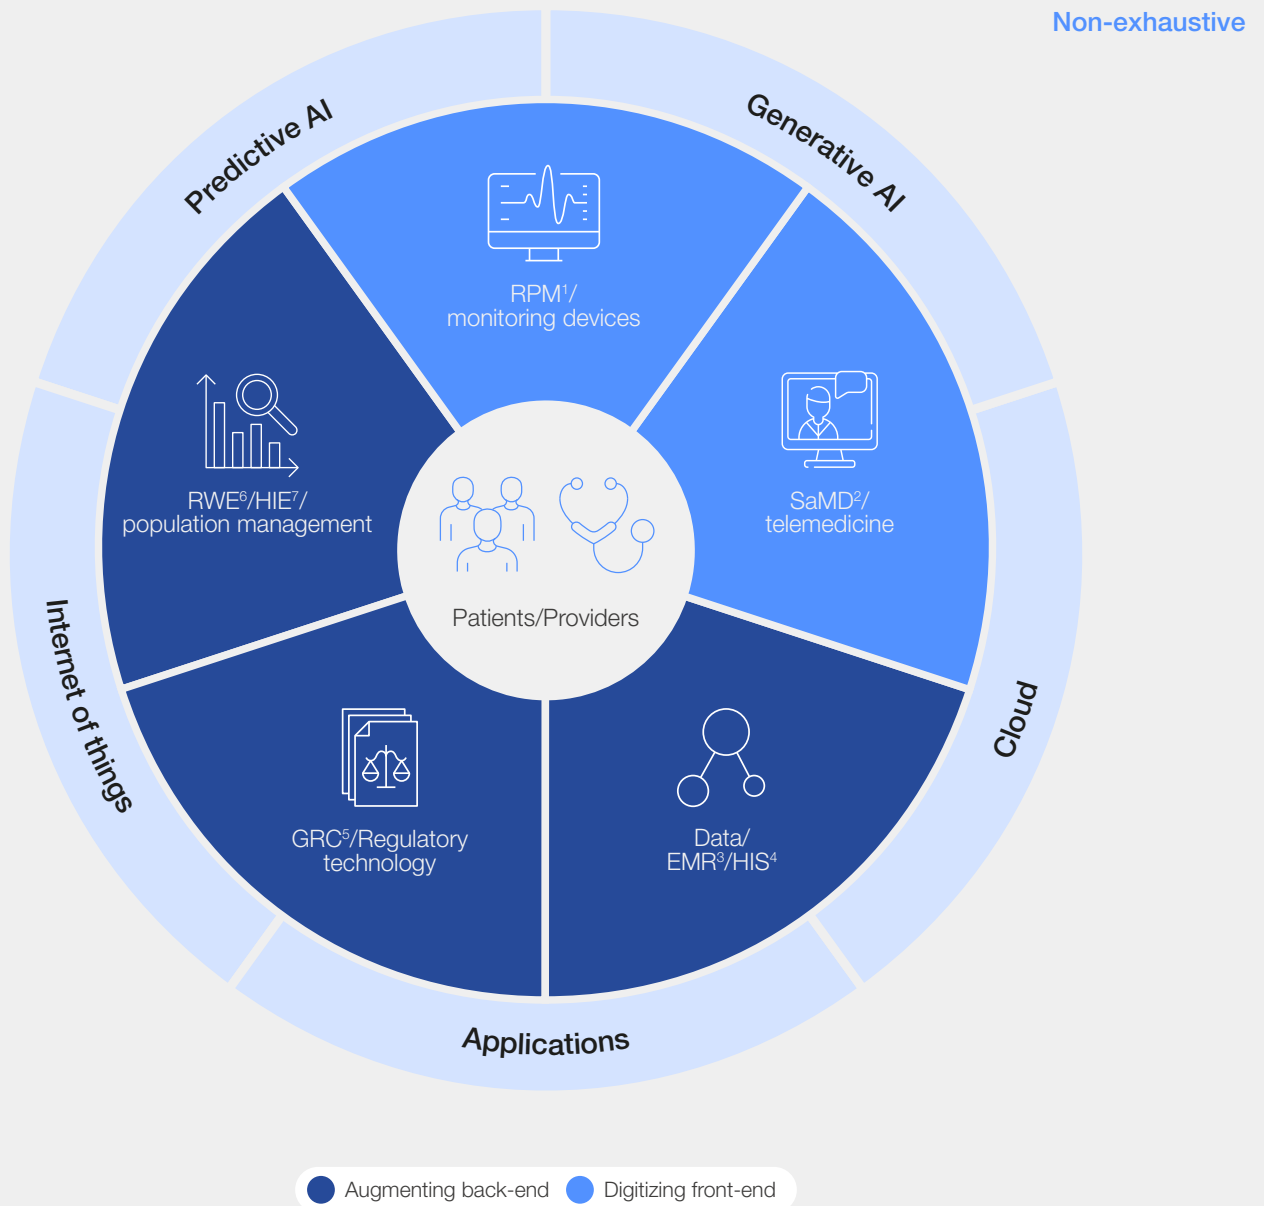 Non-exhaustive
Predictive AI
Generative AI
RPM¹/
monitoring devices
RWE⁶/HIE⁷/
population management
SaMD²/
telemedicine
Patients/Providers
Internet of things
Cloud
GRC⁵/Regulatory
technology
Data/
EMR³/HIS⁴
Applications
Augmenting back-end
Digitizing front-end